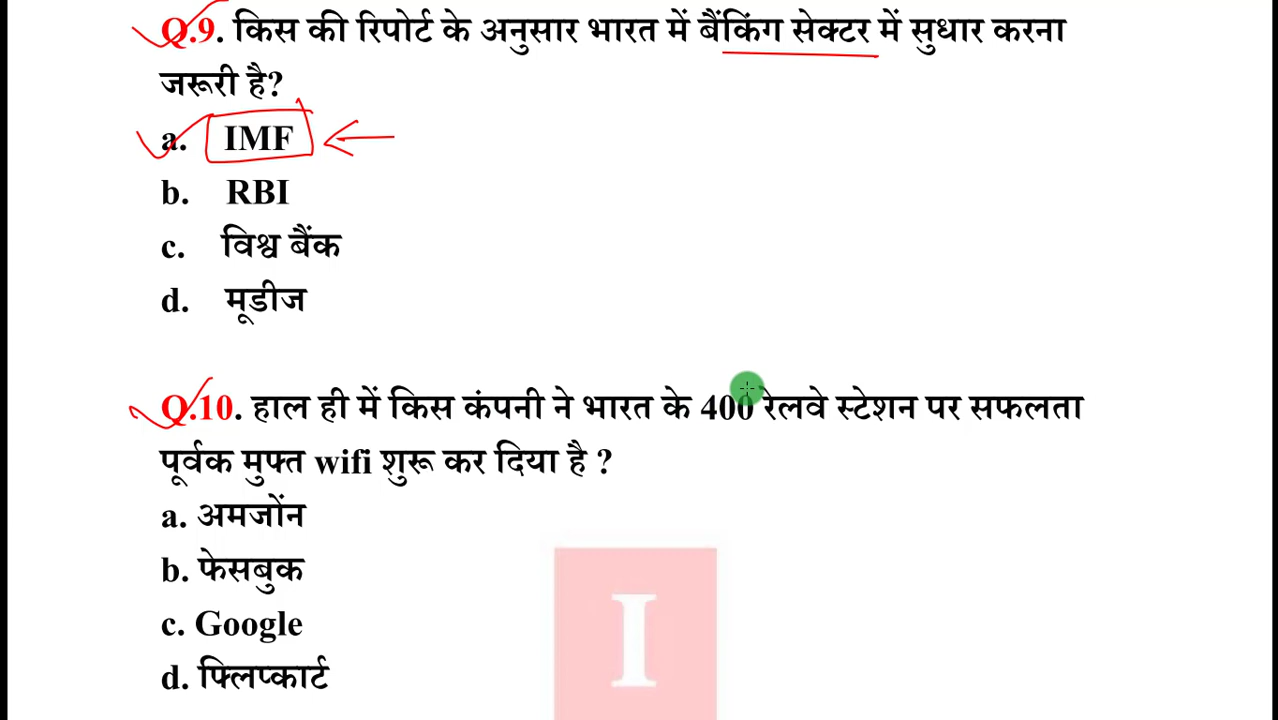 Q.9. किस की रिपोर्ट के अनुसार भारत में बैंकिंग सेक्टर में सुधार करना
जरूरी है?
a. IMF
b. RBI
c. विश्व बैंक
d. मूडीज
Q.10. हाल ही में किस कंपनी ने भारत के 400 रेलवे स्टेशन पर सफलता
पूर्वक मुफ्त wifi शुरू कर दिया है ?
a. अमजोंन
b. फेसबुक
c. Google
d. फ्लिप्कार्ट
I